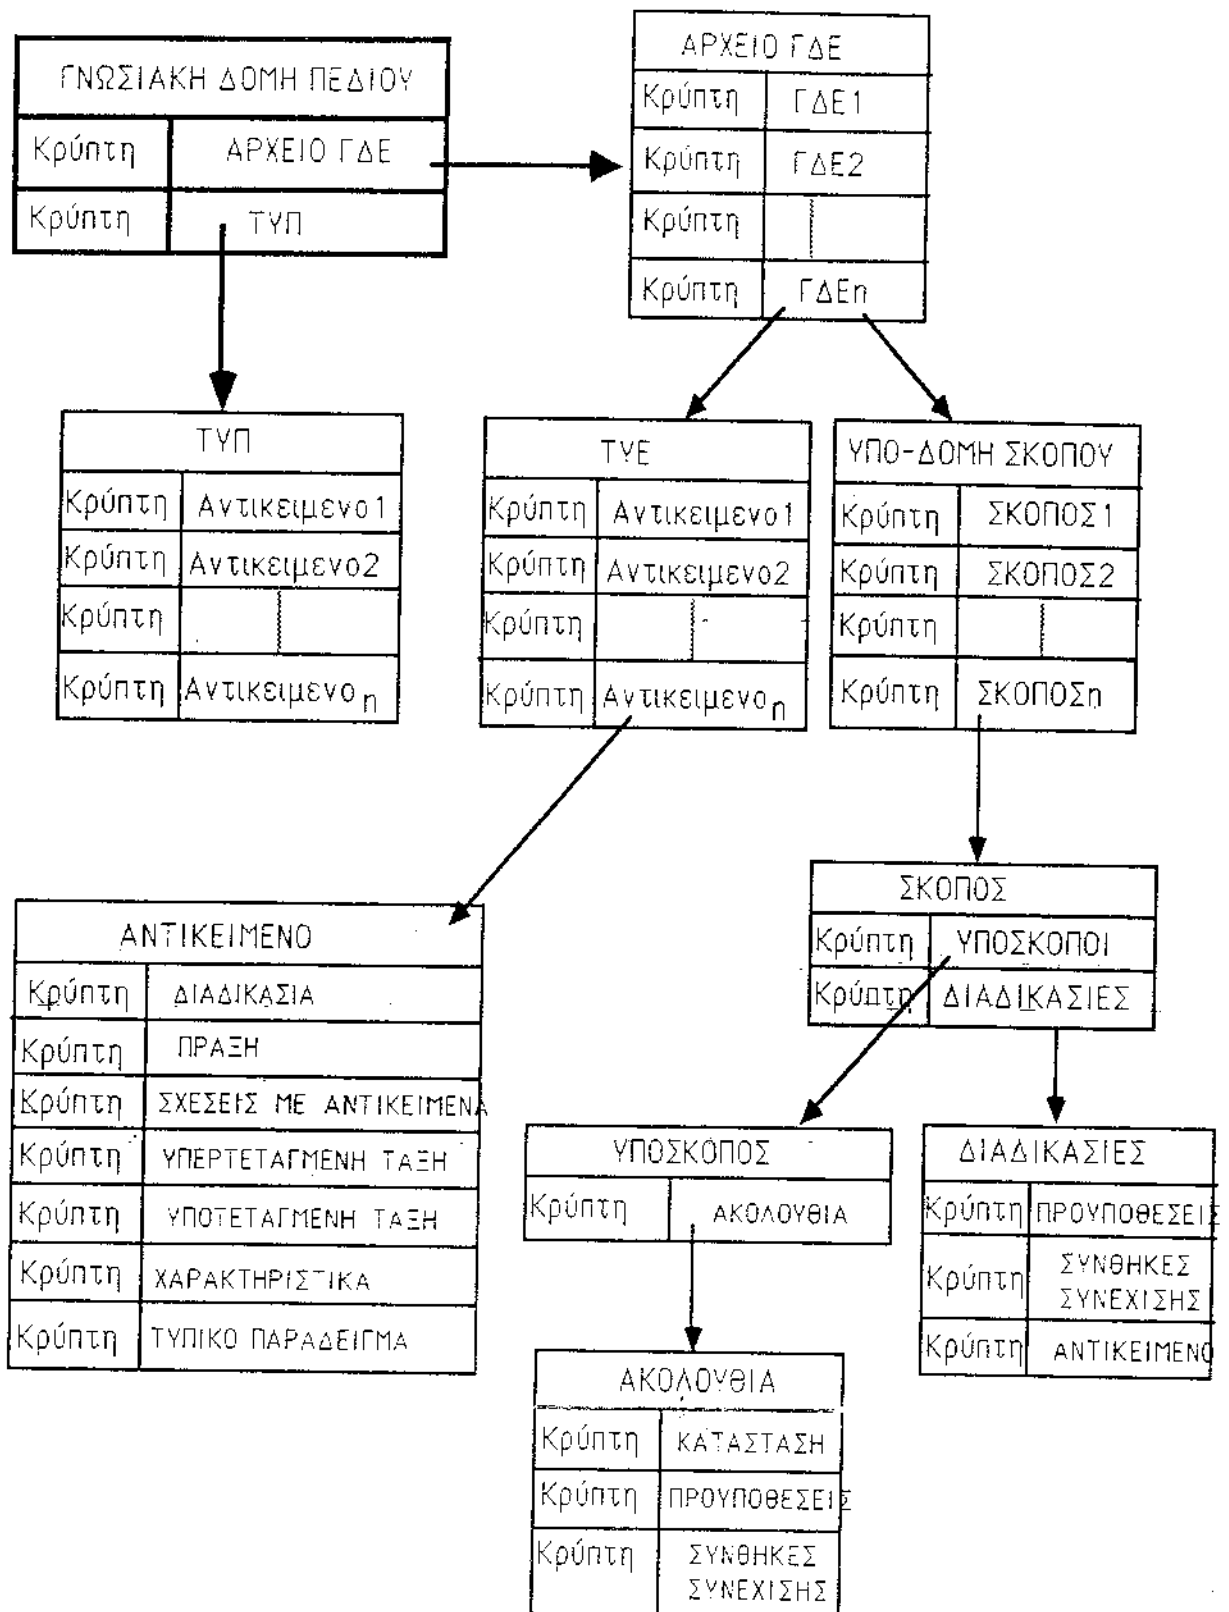 ΓΝΩΣΙΑΚΗ ΔΟΜΗ ΠΕΔΙΟΥ
Κρύπτη ΑΡΧΕΙΟ ΓΔΕ
Κρύπτη ΤΥΠ
ΑΡΧΕΙΟ ΓΔΕ
Κρύπτη ΓΔΕ1
Κρύπτη ΓΔΕ2
Κρύπτη
Κρύπτη ΓΔΕn
ΤΥΠ
Κρύπτη Αντικειμενο1
Κρύπτη Αντικειμενο2
Κρύπτη
Κρύπτη Αντικειμενοn
ΤΥΕ
Κρύπτη Αντικειμενο1
Κρύπτη Αντικειμενο2
Κρύπτη
Κρύπτη Αντικειμενοn
ΥΠΟ-ΔΟΜΗ ΣΚΟΠΟΥ
Κρύπτη ΣΚΟΠΟΣ1
Κρύπτη ΣΚΟΠΟΣ2
Κρύπτη
Κρύπτη ΣΚΟΠΟΣn
ΑΝΤΙΚΕΙΜΕΝΟ
Κρύπτη ΔΙΑΔΙΚΑΣΙΑ
Κρύπτη ΠΡΑΞΗ
Κρύπτη ΣΧΕΣΕΙΣ ΜΕ ΑΝΤΙΚΕΙΜΕΝΑ
Κρύπτη ΥΠΕΡΤΕΤΑΓΜΕΝΗ ΤΑΞΗ
Κρύπτη ΥΠΟΤΕΤΑΓΜΕΝΗ ΤΑΞΗ
Κρύπτη ΧΑΡΑΚΤΗΡΙΣΤΙΚΑ
Κρύπτη ΤΥΠΙΚΟ ΠΑΡΑΔΕΙΓΜΑ
ΣΚΟΠΟΣ
Κρύπτη ΥΠΟΣΚΟΠΟΙ
Κρύπτη ΔΙΑΔΙΚΑΣΙΕΣ
ΥΠΟΣΚΟΠΟΣ
Κρύπτη ΑΚΟΛΟΥΘΙΑ
ΔΙΑΔΙΚΑΣΙΕΣ
Κρύπτη ΠΡΟΥΠΟΘΕΣΕΙΣ
Κρύπτη ΣΥΝΘΗΚΕΣ
ΣΥΝΕΧΙΣΗΣ
Κρύπτη ΑΝΤΙΚΕΙΜΕΝΟ
ΑΚΟΛΟΥΘΙΑ
Κρύπτη ΚΑΤΑΣΤΑΣΗ
Κρύπτη ΠΡΟΥΠΟΘΕΣΕΙΣ
Κρύπτη ΣΥΝΘΗΚΕΣ
ΣΥΝΕΧΙΣΗΣ